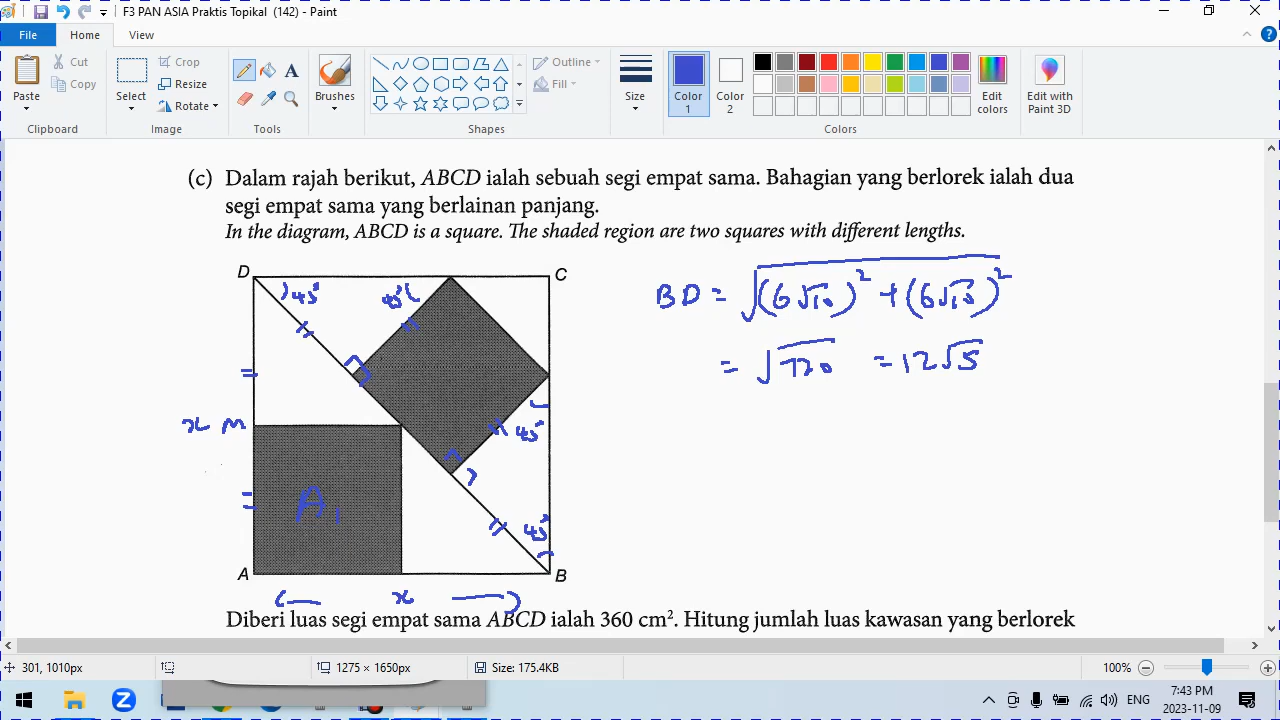 F3 PAN ASIA Praktis Topikal (142) - Paint
File Home View
Paste
Cut
Copy
Clipboard
Select
Crop
Resize
Rotate
Image
A
Tools
Brushes
Outline
Fill
Shapes
Size
Color 1
Color 2
Edit colors
Colors
Edit with Paint 3D
(c) Dalam rajah berikut, ABCD ialah sebuah segi empat sama. Bahagian yang berlorek ialah dua
segi empat sama yang berlainan panjang.
In the diagram, ABCD is a square. The shaded region are two squares with different lengths.
D C
45° 45°
x M
45°
A₁
45°
A B
x
BD = √(6√10)² + (6√10)²
= √720 = 12√5
Diberi luas segi empat sama ABCD ialah 360 cm². Hitung jumlah luas kawasan yang berlorek
301, 1010px 1275 × 1650px Size: 175.4KB 100%
ENG 7:43 PM
2023-11-09